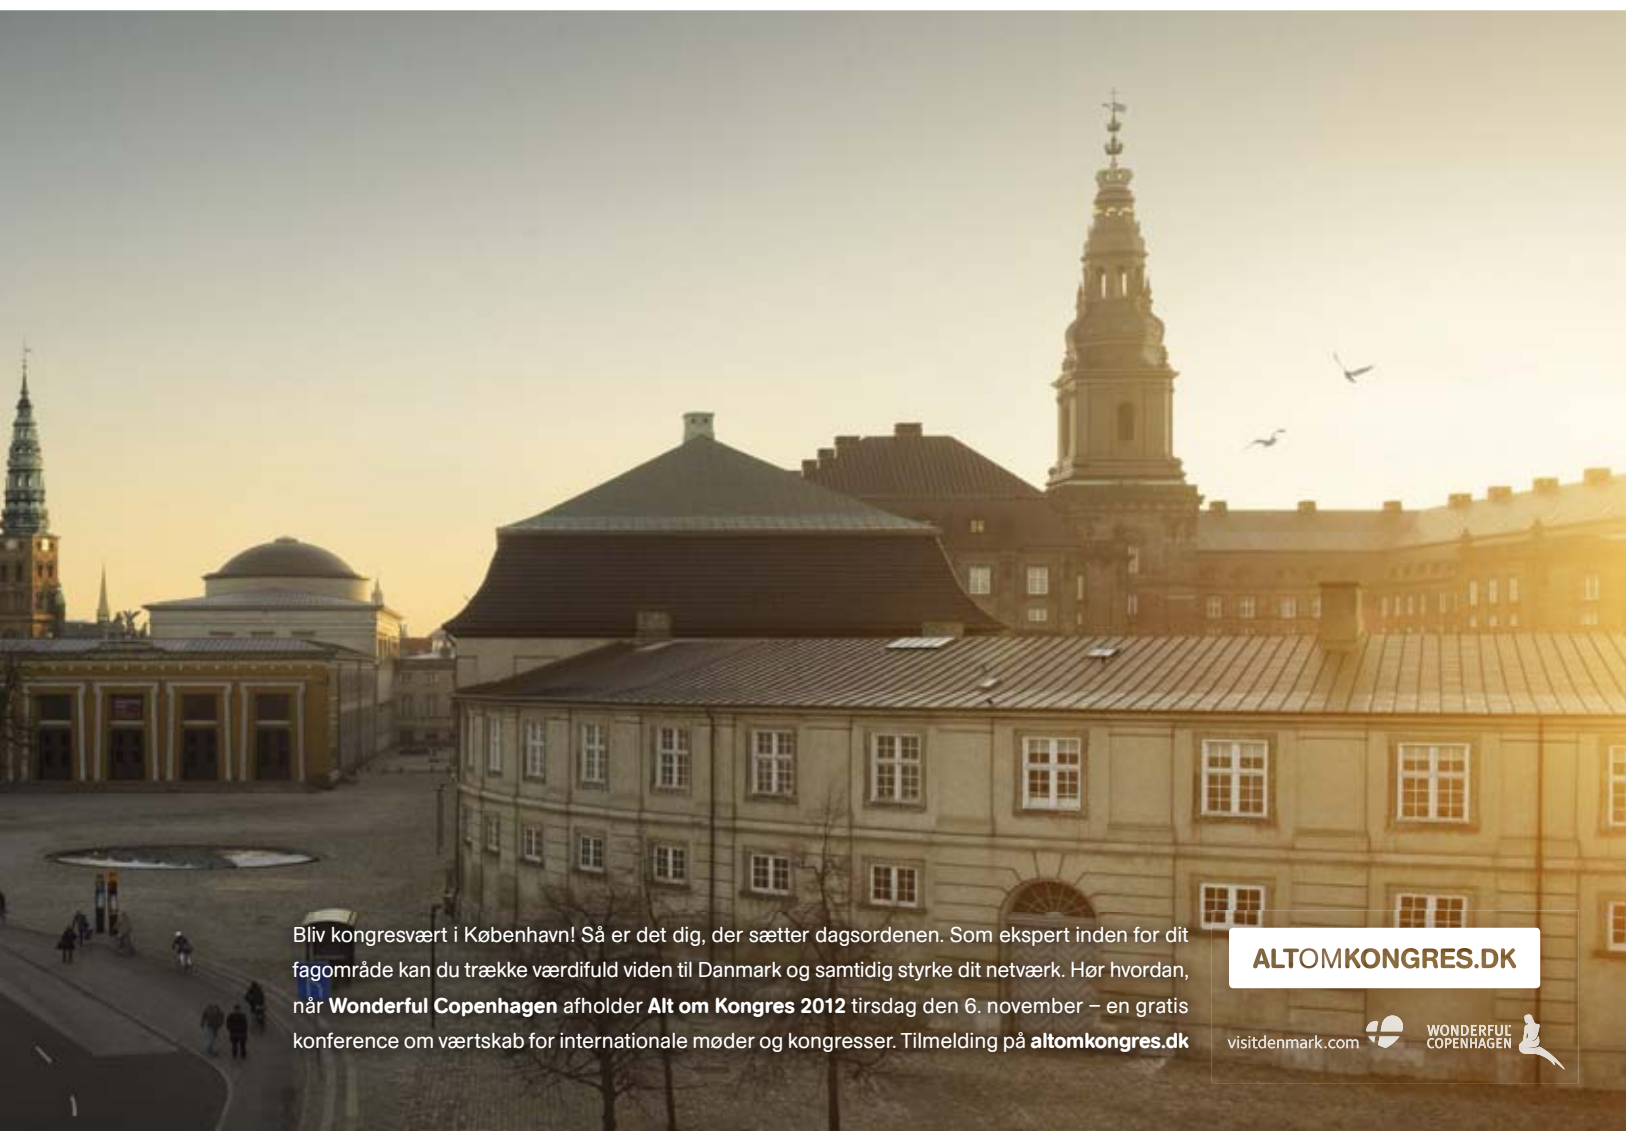 Bliv kongresvært i København! Så er det dig, der sætter dagsordenen. Som ekspert inden for dit
fagområde kan du trække værdifuld viden til Danmark og samtidig styrke dit netværk. Hør hvordan,
når Wonderful Copenhagen afholder Alt om Kongres 2012 tirsdag den 6. november – en gratis
konference om værtskab for internationale møder og kongresser. Tilmelding på altomkongres.dk
ALTOMKONGRES.DK
visitdenmark.com
WONDERFUL
COPENHAGEN